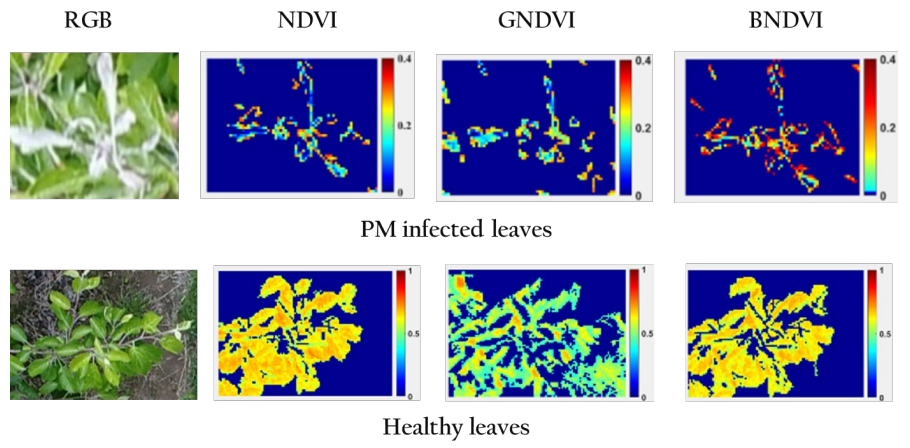 RGB NDVI GNDVI BNDVI
0.4 0.4 0.4
0.2 0.2 0.2
0 0 0
PM infected leaves
1 1 1
0.5 0.5 0.5
0 0 0
Healthy leaves